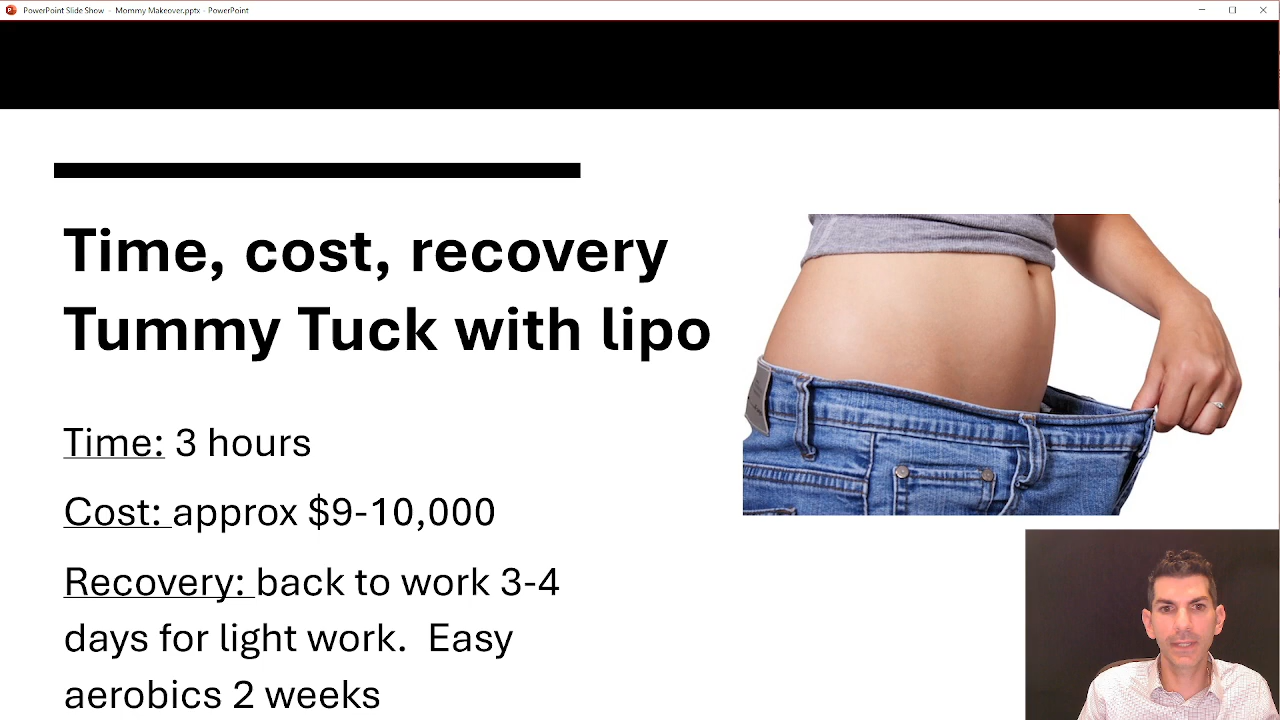 PowerPoint Slide Show - Mommy Makeover.pptx - PowerPoint
Time, cost, recovery
Tummy Tuck with lipo
Time: 3 hours
Cost: approx $9-10,000
Recovery: back to work 3-4
days for light work.  Easy
aerobics 2 weeks